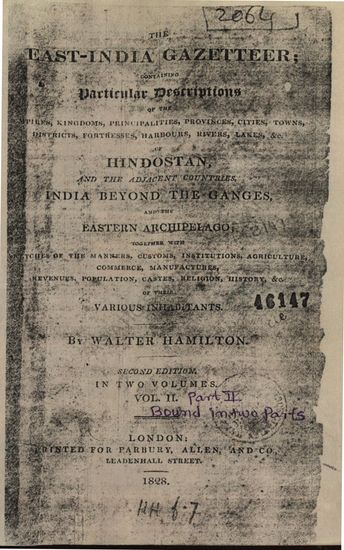 2064
THE
EAST-INDIA GAZETTEER;
CONTAINING
Particular Descriptions
OF THE
EMPIRES, KINGDOMS, PRINCIPALITIES, PROVINCES, CITIES, TOWNS,
DISTRICTS, FORTRESSES, HARBOURS, RIVERS, LAKES, &c.
OF
HINDOSTAN,
AND THE ADJACENT COUNTRIES,
INDIA BEYOND THE GANGES,
AND THE
EASTERN ARCHIPELAGO;
TOGETHER WITH
SKETCHES OF THE MANNERS, CUSTOMS, INSTITUTIONS, AGRICULTURE,
COMMERCE, MANUFACTURES,
REVENUES, POPULATION, CASTES, RELIGION, HISTORY, &c.
OF THEIR
VARIOUS INHABITANTS.
46147
BY WALTER HAMILTON.
SECOND EDITION.
IN TWO VOLUMES.
VOL. II. Part II
Bound in two Parts
LONDON:
PRINTED FOR PARBURY, ALLEN, AND CO.
LEADENHALL STREET.
1828.